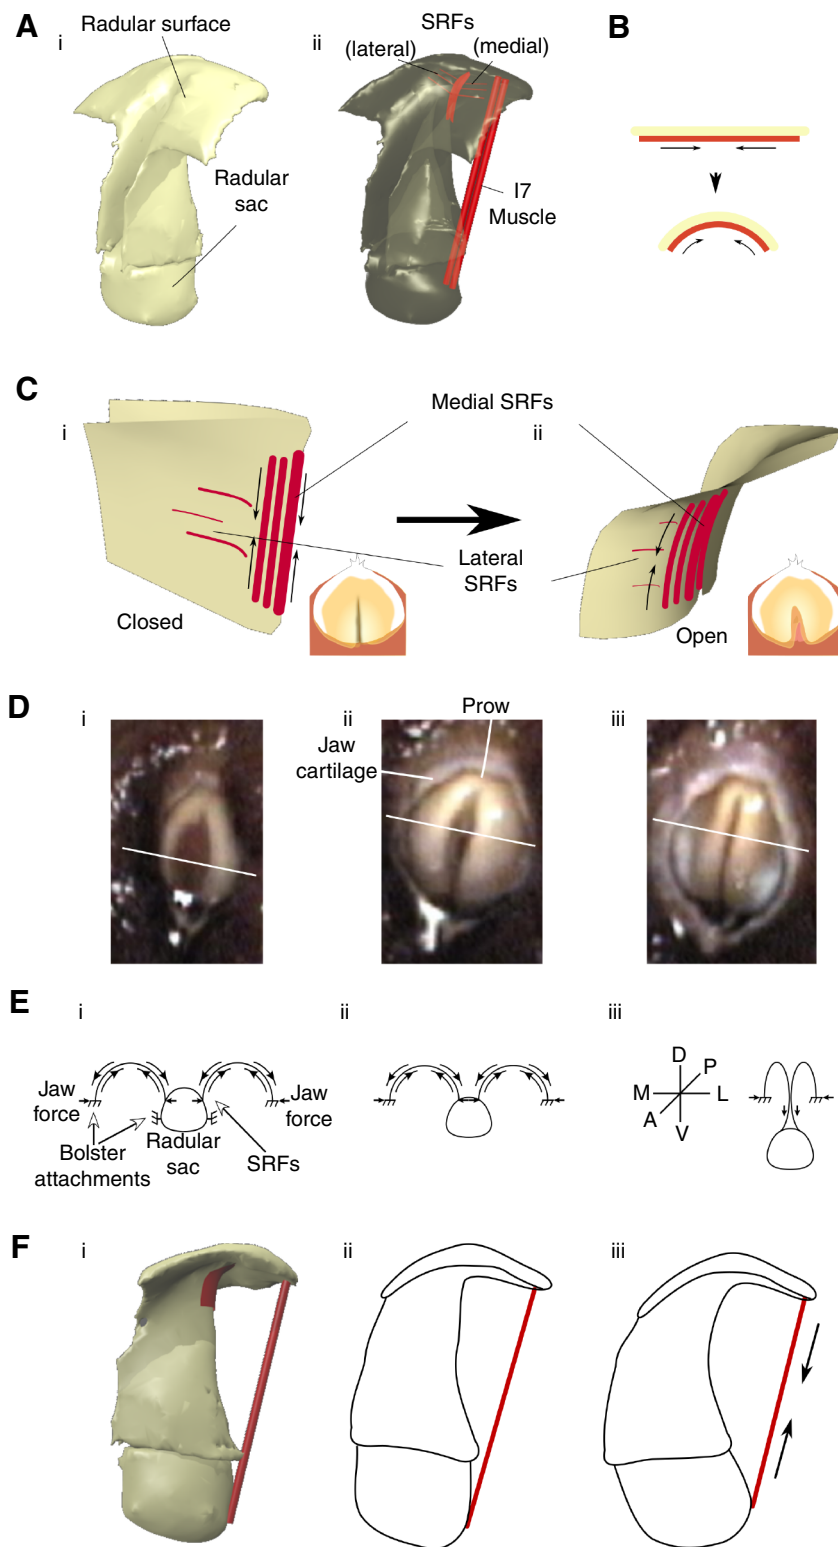 A
i
Radular surface
Radular
sac
ii
SRFs
(lateral)
(medial)
I7
Muscle
B
C
i
Medial SRFs
ii
Lateral
SRFs
Closed
Open
D
i
ii
Prow
Jaw
cartilage
iii
E
i
Jaw
force
Bolster
attachments
Radular
sac
SRFs
Jaw
force
ii
iii
D
P
M
L
A
V
F
i
ii
iii